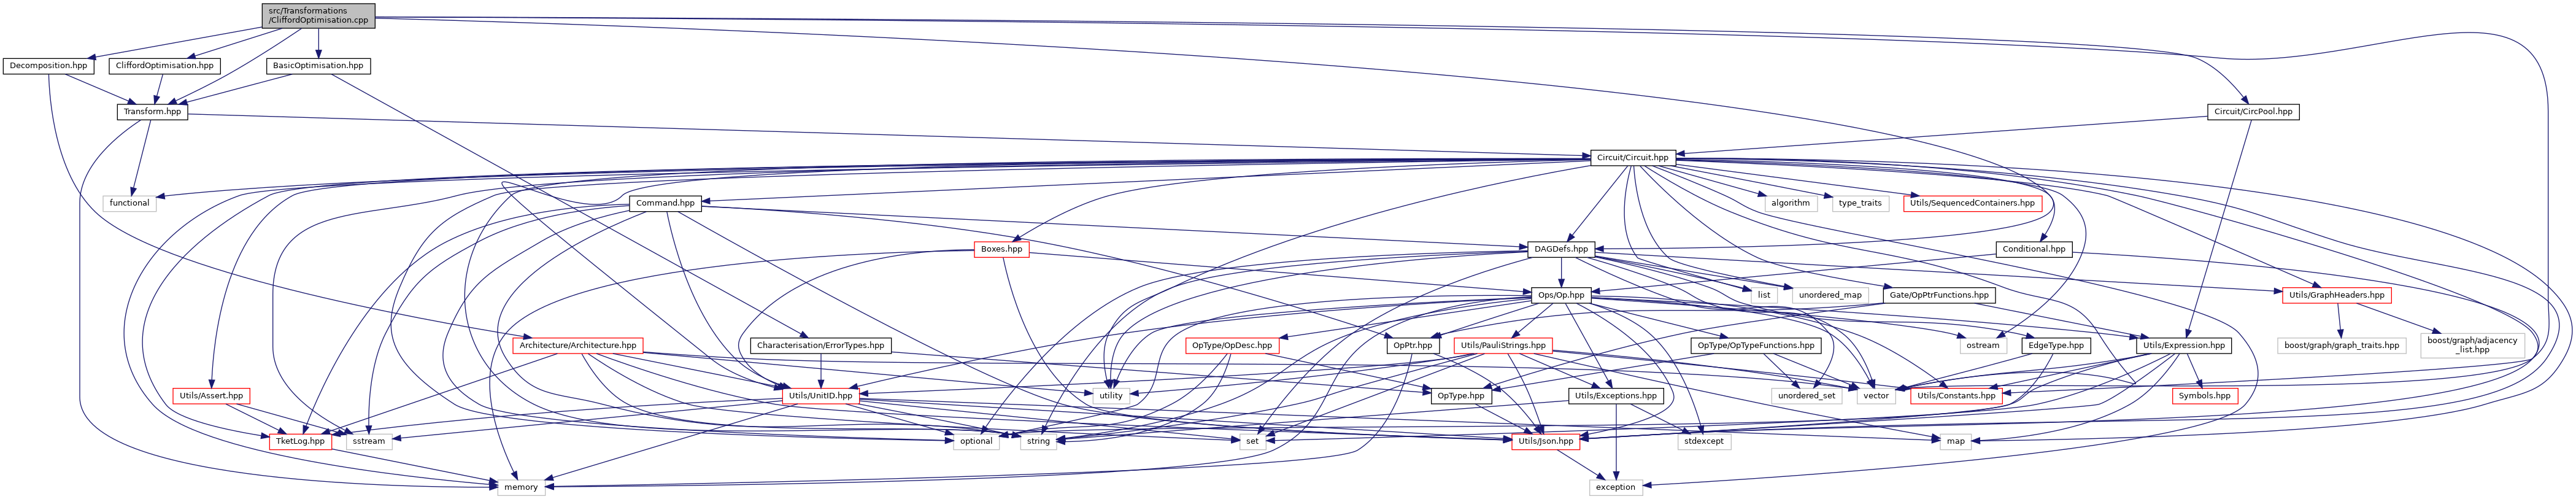 src/Transformations
/CliffordOptimisation.cpp
Decomposition.hpp
CliffordOptimisation.hpp
BasicOptimisation.hpp
Transform.hpp
Circuit/CircPool.hpp
Circuit/Circuit.hpp
functional
Command.hpp
algorithm
type_traits
Utils/SequencedContainers.hpp
Boxes.hpp
DAGDefs.hpp
Conditional.hpp
Ops/Op.hpp
list
unordered_map
Gate/OpPtrFunctions.hpp
Utils/GraphHeaders.hpp
Architecture/Architecture.hpp
Characterisation/ErrorTypes.hpp
OpType/OpDesc.hpp
OpPtr.hpp
Utils/PauliStrings.hpp
OpType/OpTypeFunctions.hpp
ostream
EdgeType.hpp
Utils/Expression.hpp
boost/graph/graph_traits.hpp
boost/graph/adjacency
_list.hpp
Utils/Assert.hpp
Utils/UnitID.hpp
utility
OpType.hpp
Utils/Exceptions.hpp
unordered_set
vector
Utils/Constants.hpp
Symbols.hpp
TketLog.hpp
sstream
optional
string
set
Utils/Json.hpp
stdexcept
map
memory
exception